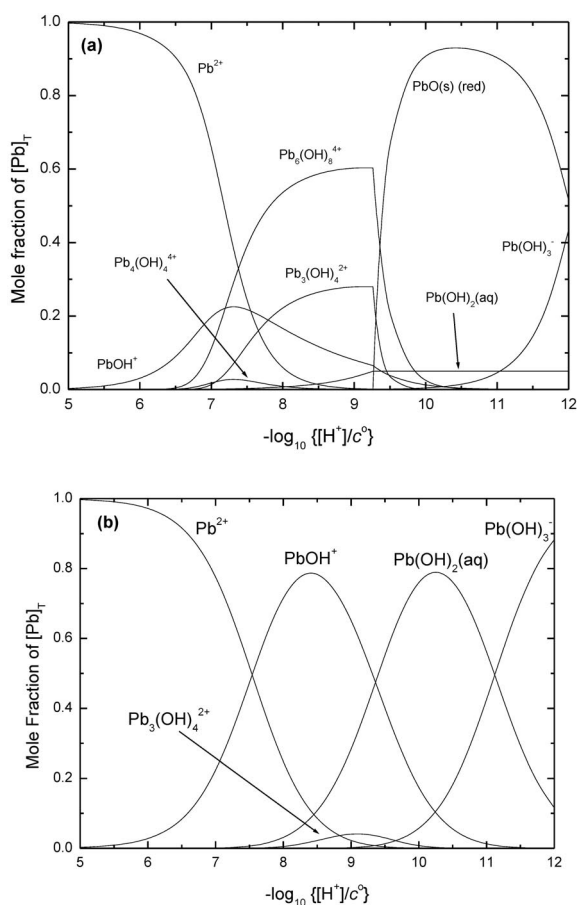 (a)
Pb²⁺
PbO(s) (red)
Pb₆(OH)₈⁴⁺
Pb₄(OH)₄⁴⁺
Pb₃(OH)₄²⁺
Pb(OH)₃⁻
Pb(OH)₂(aq)
PbOH⁺
Mole fraction of [Pb]T
1.0
0.8
0.6
0.4
0.2
0.0
5 6 7 8 9 10 11 12
-log₁₀ {[H⁺]/c°}
(b)
Pb²⁺
PbOH⁺
Pb(OH)₂(aq)
Pb(OH)₃⁻
Pb₃(OH)₄²⁺
Mole Fraction of [Pb]T
1.0
0.8
0.6
0.4
0.2
0.0
5 6 7 8 9 10 11 12
-log₁₀ {[H⁺]/c°}